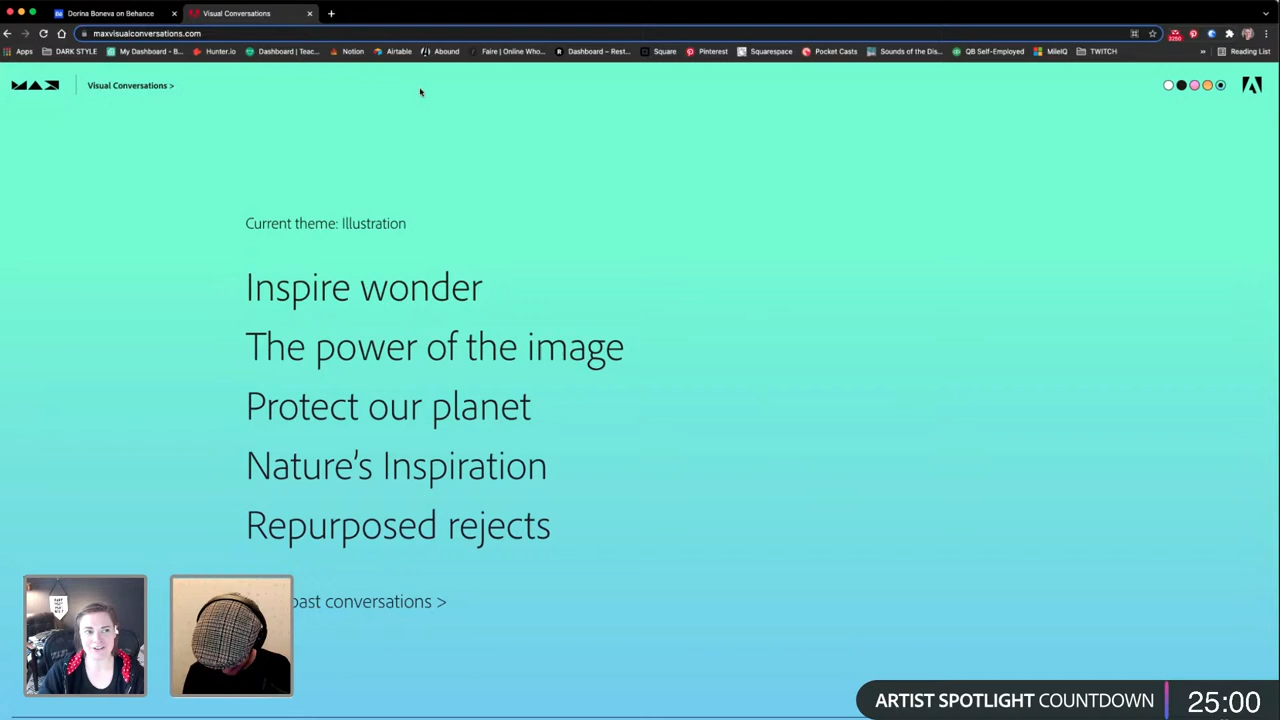 Dorina Boneva on Behance
Visual Conversations
maxvisualconversations.com
Apps
DARK STYLE
My Dashboard - B...
Hunter.io
Dashboard | Teac...
Notion
Airtable
Abound
Faire | Online Who...
Dashboard – Rest...
Square
Pinterest
Squarespace
Pocket Casts
Sounds of the Dis...
QB Self-Employed
MileIQ
TWITCH
»
Reading List
MAX
Visual Conversations >
Current theme: Illustration
Inspire wonder
The power of the image
Protect our planet
Nature's Inspiration
Repurposed rejects
past conversations >
ARTIST SPOTLIGHT COUNTDOWN 25:00